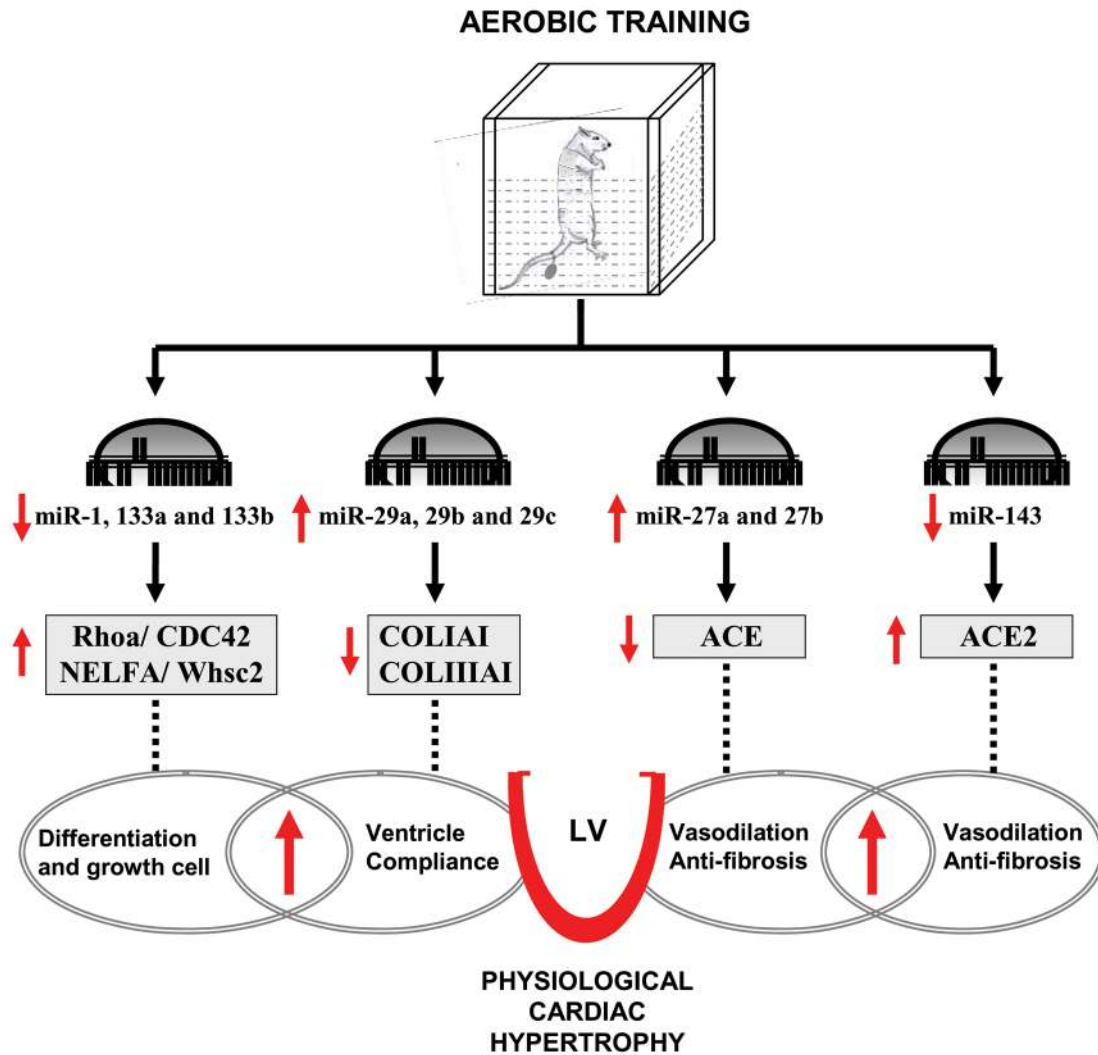 AEROBIC TRAINING
miR-1, 133a and 133b
miR-29a, 29b and 29c
miR-27a and 27b
miR-143
Rhoa/ CDC42
NELFA/ Whsc2
COLIAI
COLIIIAI
ACE
ACE2
Differentiation
and growth cell
Ventricle
Compliance
LV
Vasodilation
Anti-fibrosis
Vasodilation
Anti-fibrosis
PHYSIOLOGICAL
CARDIAC
HYPERTROPHY